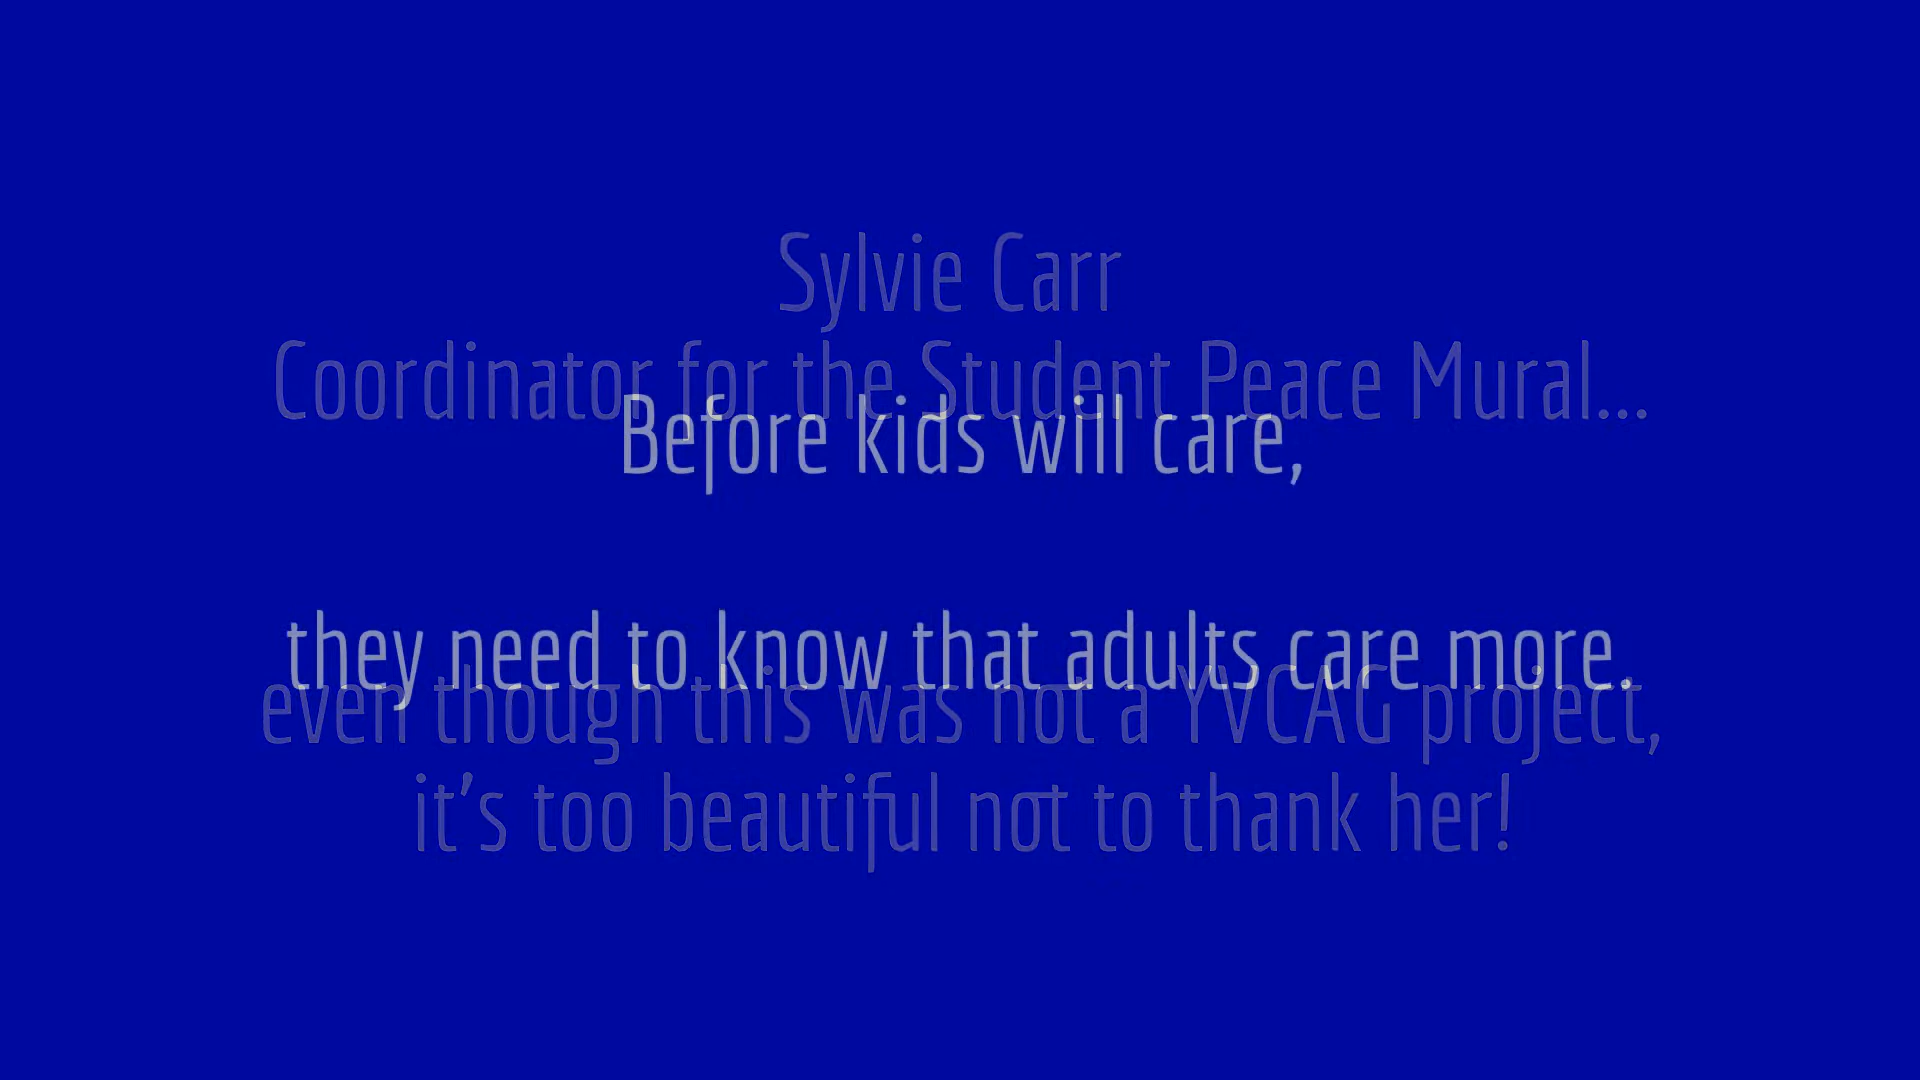 Sylvie Carr
Coordinator for the Student Peace Mural...
Before kids will care,
they need to know that adults care more.
even though this was not a YVCAG project,
it's too beautiful not to thank her!